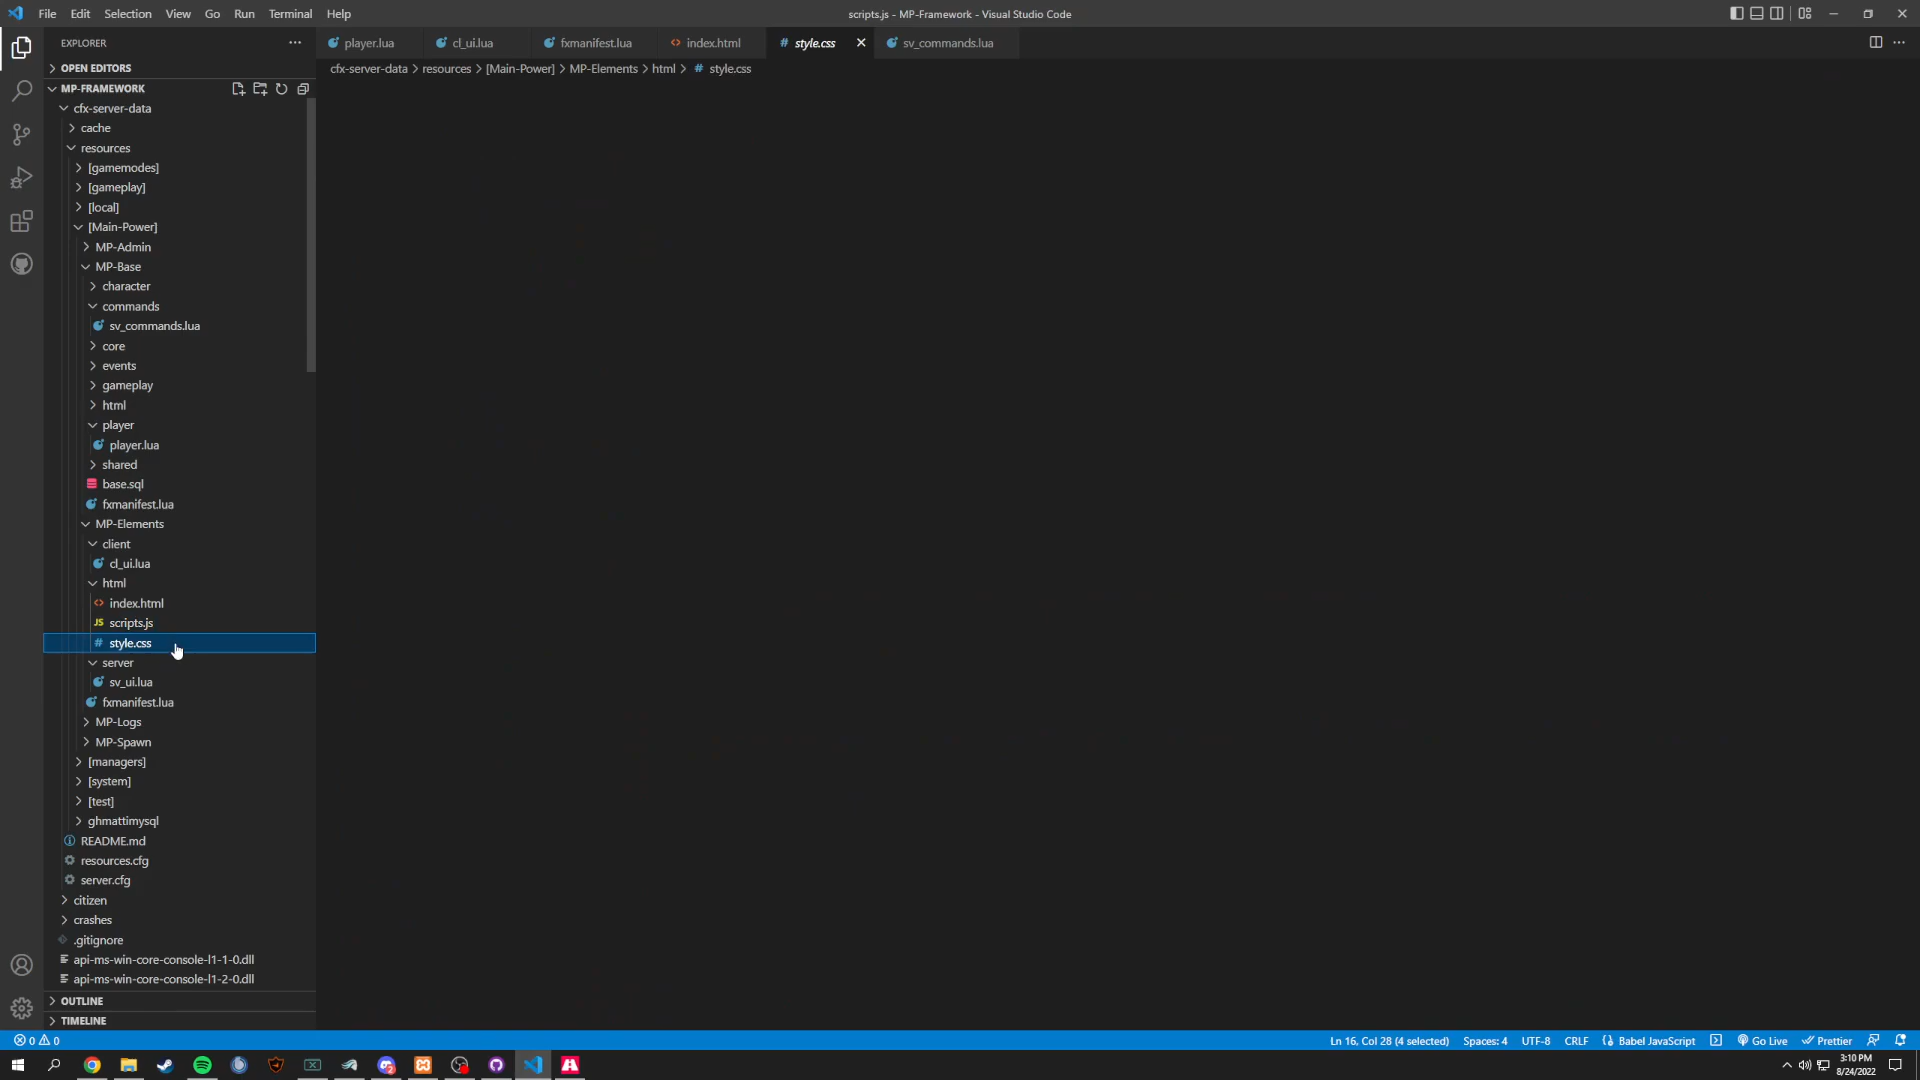 File Edit Selection View Go Run Terminal Help
scripts.js - MP-Framework - Visual Studio Code
EXPLORER
player.lua cl_ui.lua fxmanifest.lua index.html style.css sv_commands.lua
cfx-server-data > resources > [Main-Power] > MP-Elements > html > style.css
OPEN EDITORS
MP-FRAMEWORK
cfx-server-data
cache
resources
[gamemodes]
[gameplay]
[local]
[Main-Power]
MP-Admin
MP-Base
character
commands
sv_commands.lua
core
events
gameplay
html
player
player.lua
shared
base.sql
fxmanifest.lua
MP-Elements
client
cl_ui.lua
html
index.html
JS scripts.js
# style.css
server
sv_ui.lua
fxmanifest.lua
MP-Logs
MP-Spawn
[managers]
[system]
[test]
ghmattimysql
README.md
resources.cfg
server.cfg
citizen
crashes
.gitignore
api-ms-win-core-console-l1-1-0.dll
api-ms-win-core-console-l1-2-0.dll
OUTLINE
TIMELINE
0 0 Ln 16, Col 28 (4 selected) Spaces: 4 UTF-8 CRLF Babel JavaScript Go Live Prettier
3:10 PM
8/24/2022